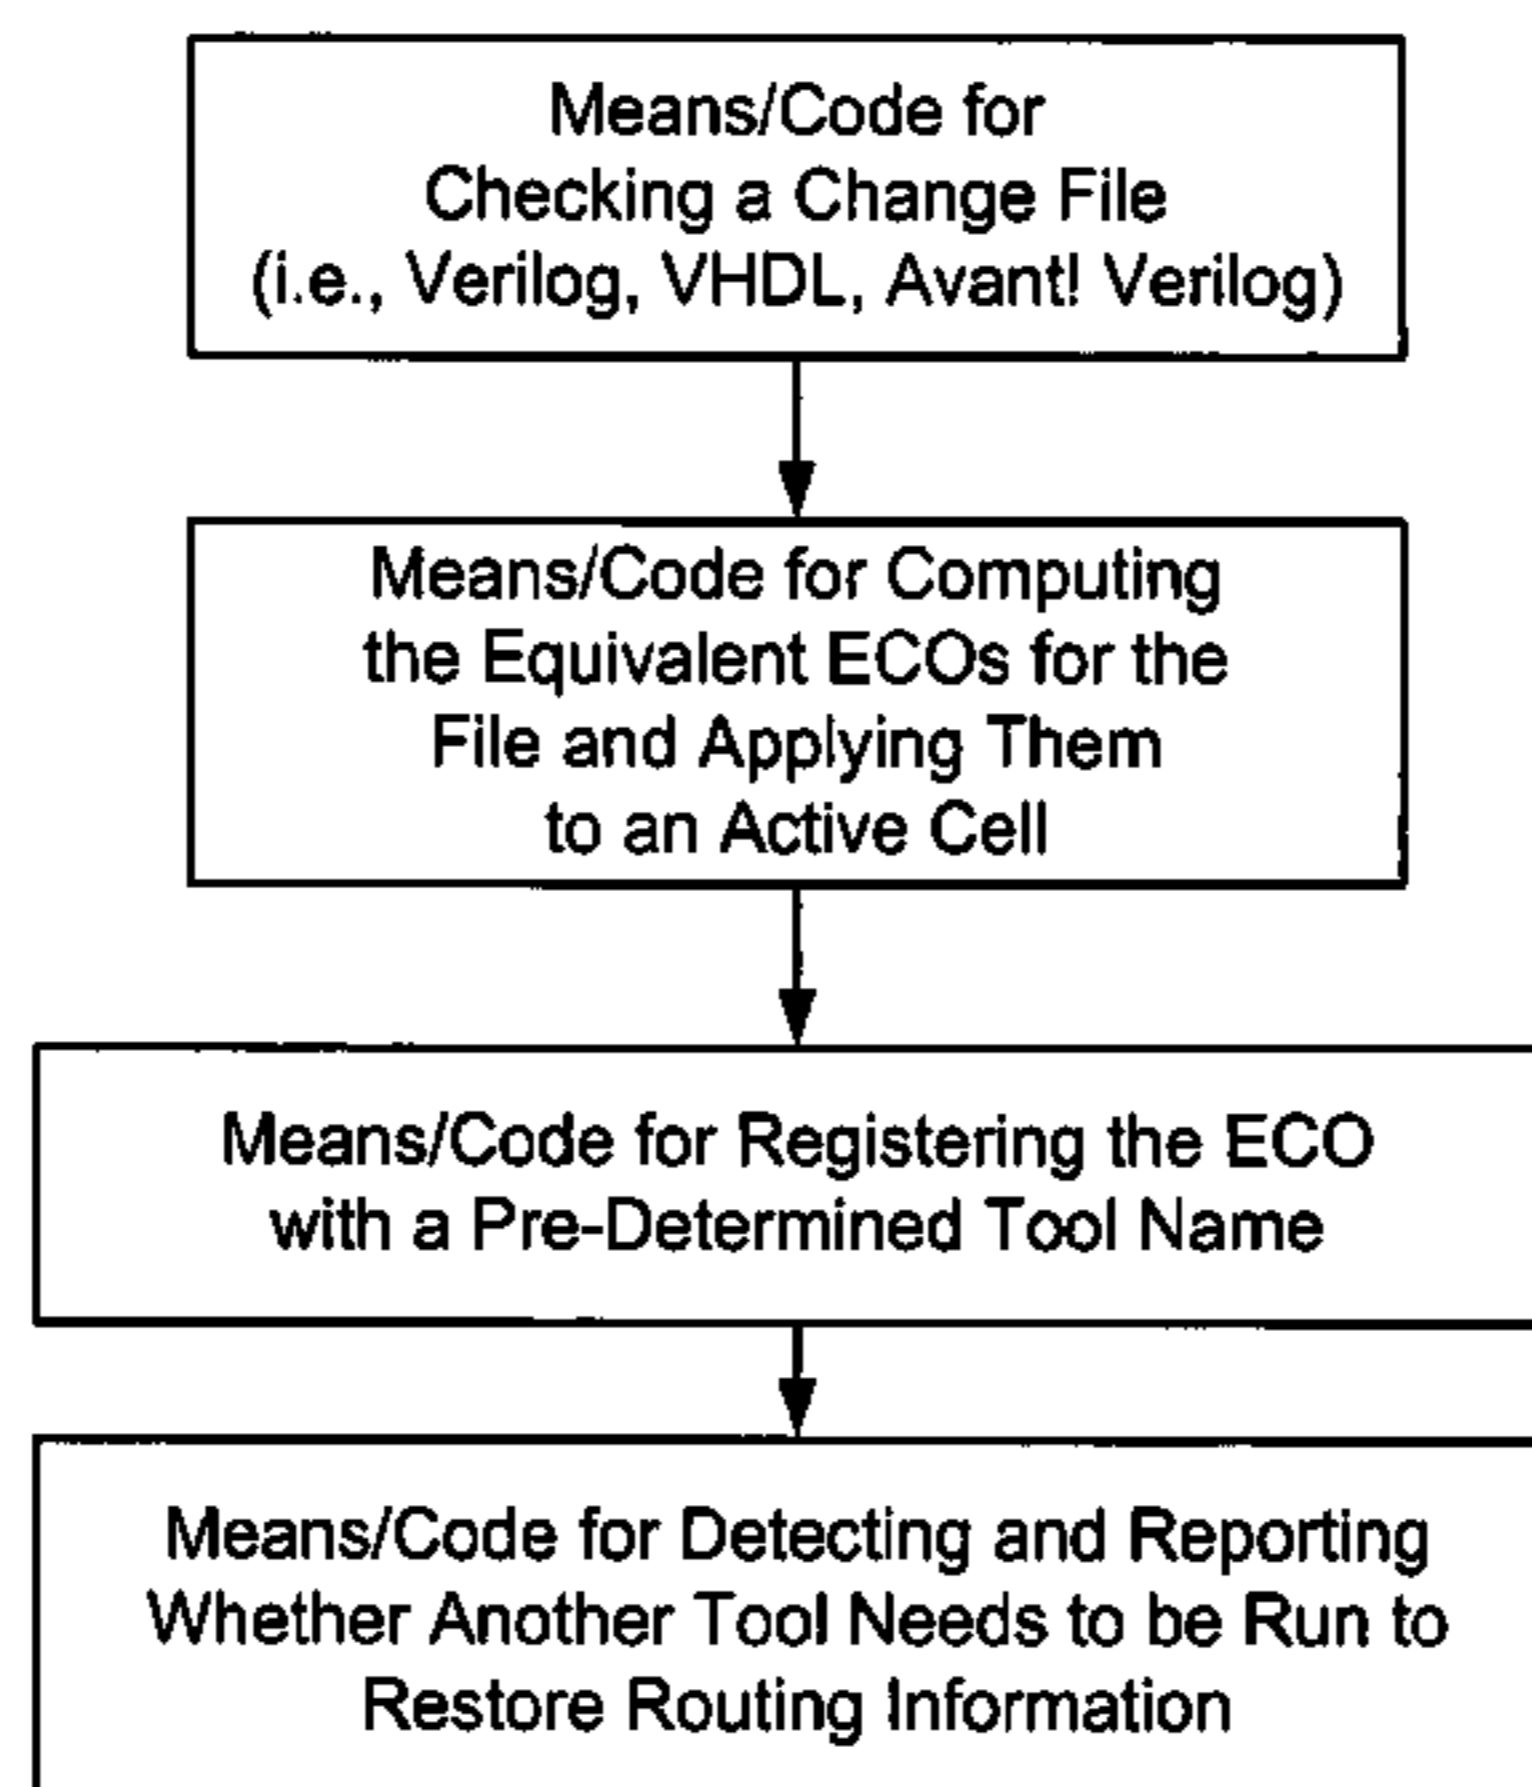 Means/Code for
Checking a Change File
(i.e., Verilog, VHDL, Avant! Verilog)
Means/Code for Computing
the Equivalent ECOs for the
File and Applying Them
to an Active Cell
Means/Code for Registering the ECO
with a Pre-Determined Tool Name
Means/Code for Detecting and Reporting
Whether Another Tool Needs to be Run to
Restore Routing Information